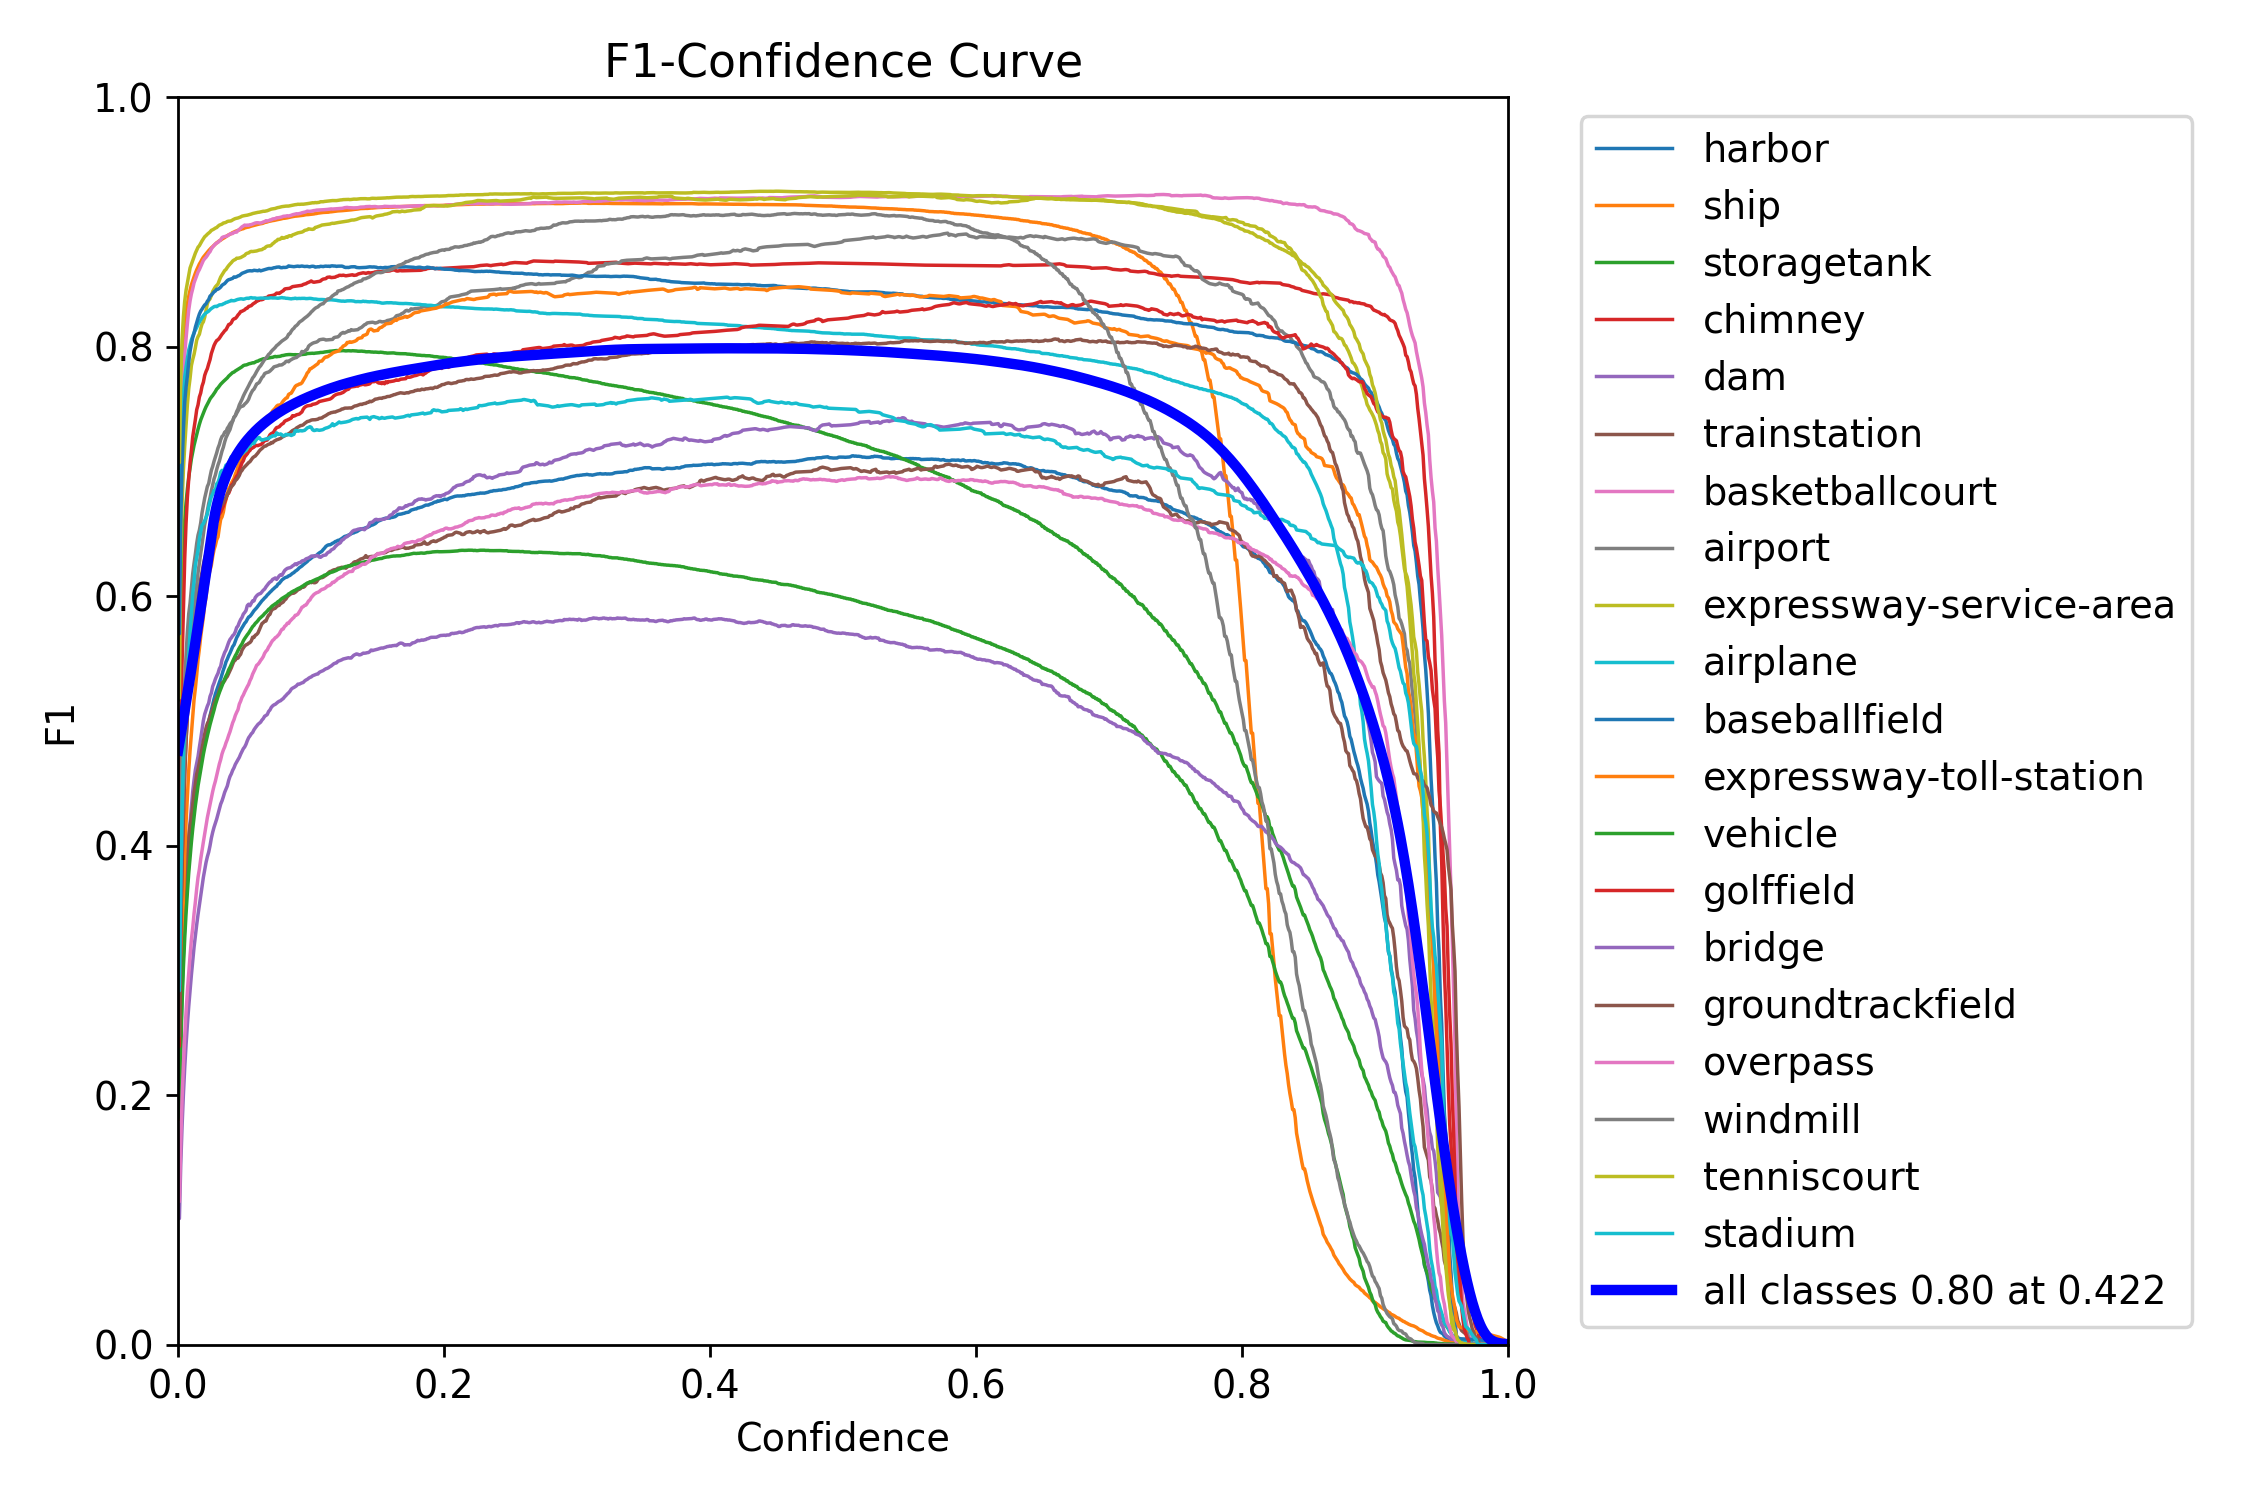 F1-Confidence Curve
1.0
0.8
0.6
0.4
0.2
0.0
F1
0.0 0.2 0.4 0.6 0.8 1.0
Confidence
harbor
ship
storagetank
chimney
dam
trainstation
basketballcourt
airport
expressway-service-area
airplane
baseballfield
expressway-toll-station
vehicle
golffield
bridge
groundtrackfield
overpass
windmill
tenniscourt
stadium
all classes 0.80 at 0.422